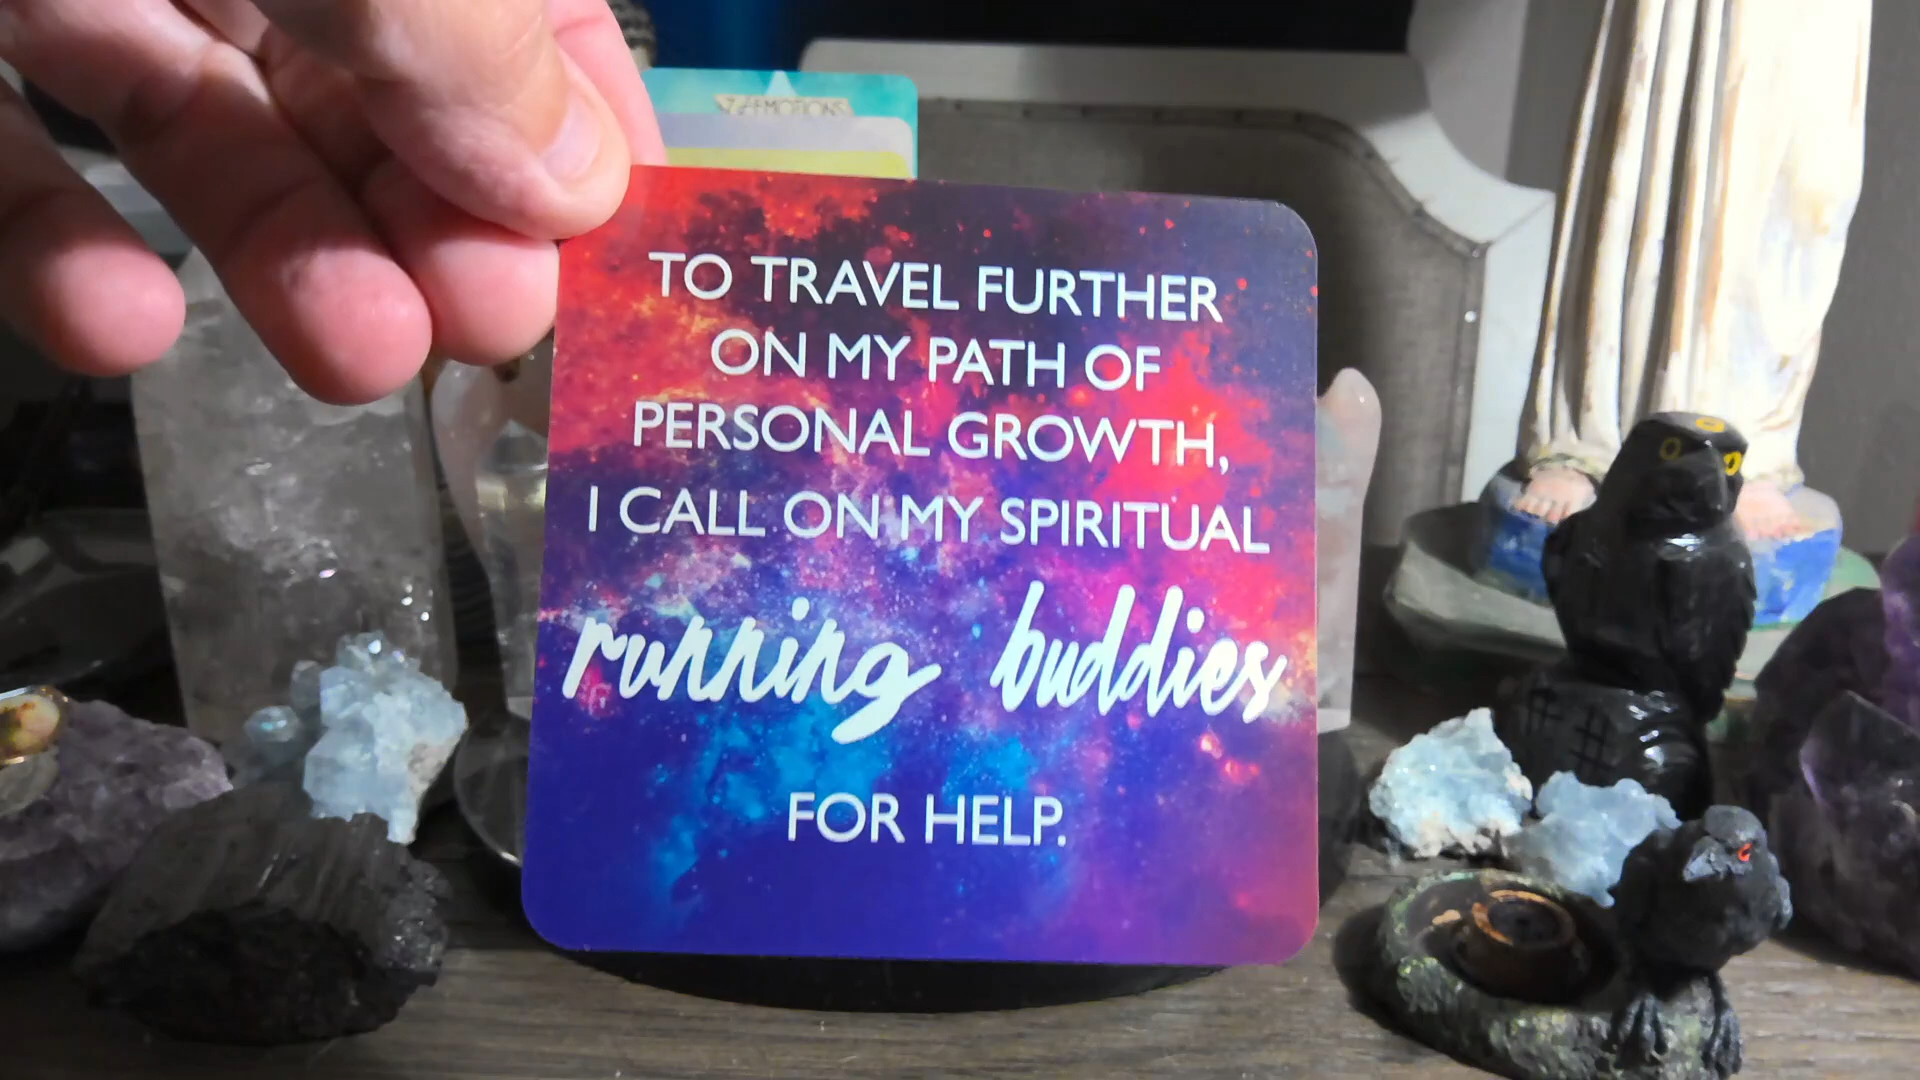 TO TRAVEL FURTHER
ON MY PATH OF
PERSONAL GROWTH,
I CALL ON MY SPIRITUAL
running buddies
FOR HELP.